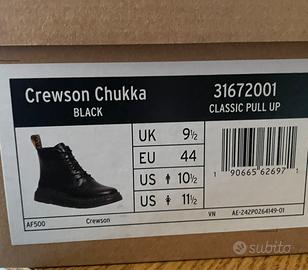 Crewson Chukka
BLACK
31672001
CLASSIC PULL UP
UK 9½
EU 44
US 10½
US 11½
1 90665 62697 1
AF500
Crewson
VN
AE-242P0264149-01
subito